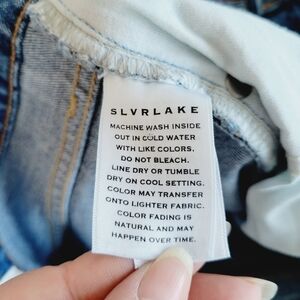 SLVRLAKE
MACHINE WASH INSIDE
OUT IN COLD WATER
WITH LIKE COLORS.
DO NOT BLEACH.
LINE DRY OR TUMBLE
DRY ON COOL SETTING.
COLOR MAY TRANSFER
ONTO LIGHTER FABRIC.
COLOR FADING IS
NATURAL AND MAY
HAPPEN OVER TIME.